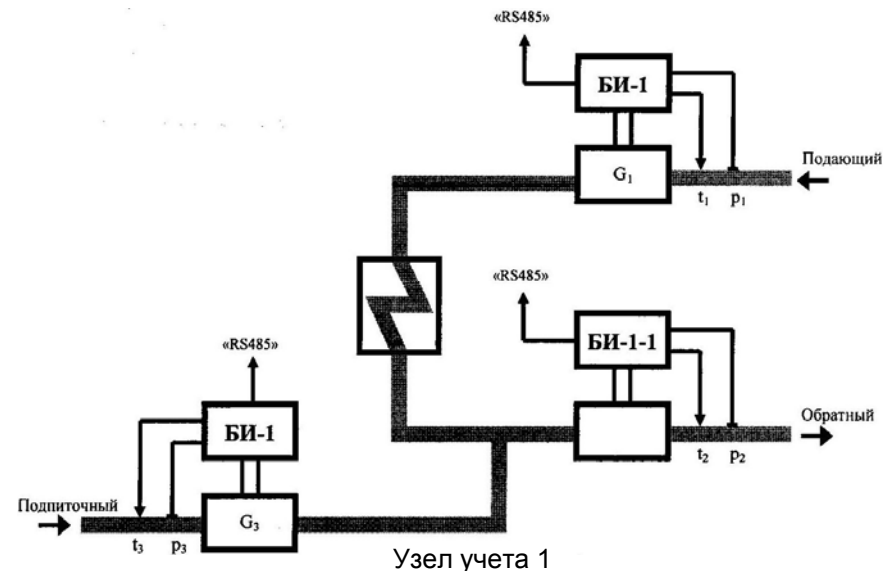 «RS485»
БИ-1
Подающий
G₁
t₁ p₁
«RS485»
БИ-1-1
«RS485»
Обратный
БИ-1
t₂ p₂
Подпиточный
G₃
t₃ p₃
Узел учета 1